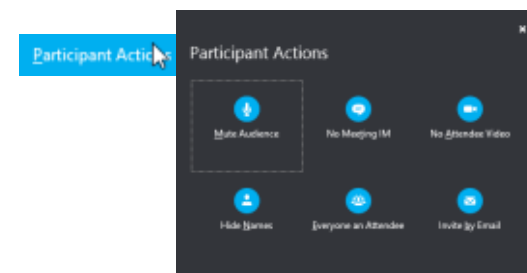 Participant Actions
Participant Actions
Mute Audience
No Meeting IM
No Attendee Video
Hide Names
Everyone an Attendee
Invite by Email